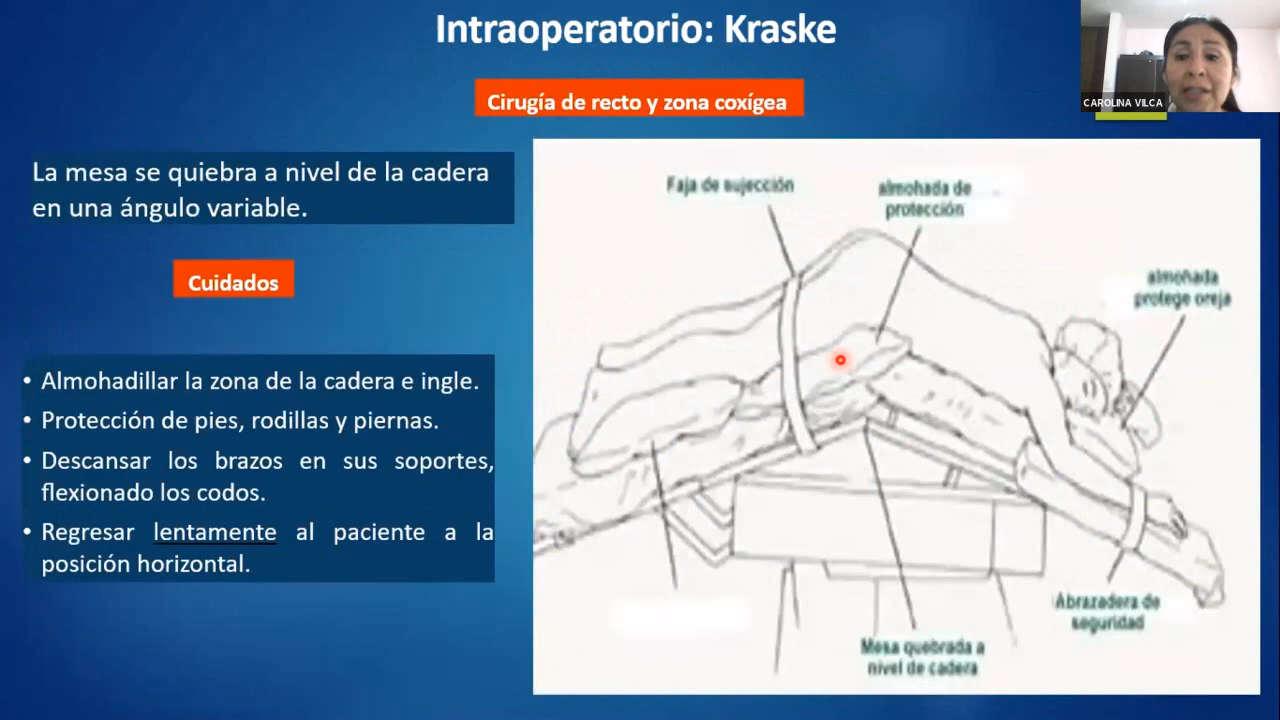 Intraoperatorio: Kraske
Cirugía de recto y zona coxígea
CAROLINA VILCA
La mesa se quiebra a nivel de la cadera
en una ángulo variable.
Cuidados
• Almohadillar la zona de la cadera e ingle.
• Protección de pies, rodillas y piernas.
• Descansar los brazos en sus soportes,
flexionado los codos.
• Regresar lentamente al paciente a la
posición horizontal.
Faja de sujección
almohada de
protección
almohada
protege oreja
Abrazadera de
seguridad
Mesa quebrada a
nivel de cadera